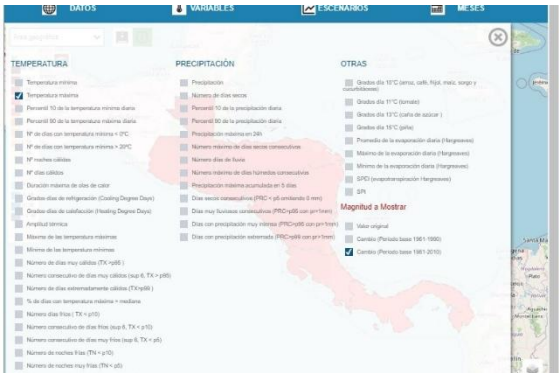 DATOS
VARIABLES
ESCENARIOS
MESES
TEMPERATURA
Temperatura mínima
Temperatura máxima
Percentil 10 de la temperatura mínima diaria
Percentil 90 de la temperatura máxima diaria
Nº de días con temperatura mínima < 0ºC
Nº de días con temperatura mínima > 20ºC
Nº noches cálidas
Nº días cálidos
Duración máxima de olas de calor
Grados días de refrigeración (Cooling Degree Days)
Grados días de calefacción (Heating Degree Days)
Amplitud térmica
Máxima de las temperatura máximas
Mínima de las temperatura mínimas
Número de días muy cálidos (TX >p95 )
Número consecutivo de días muy cálidos (sup 6, TX > p95)
Número de días extremadamente cálidos (TX>p99 )
% de días con temperatura máxima > mediana
Número días fríos ( TX < p10)
Número consecutivo de días fríos (sup 6, TX < p10)
Número consecutivo de días muy fríos (sup 6, TX < p5)
Número de noches frías (TN < p10)
Número de noches muy frías (TN < p5)
PRECIPITACIÓN
Precipitación
Número de días secos
Percentil 10 de la precipitación diaria
Percentil 90 de la precipitación diaria
Precipitación máxima en 24h
Número máximo de días secos consecutivos
Número días de lluvia
Número máximo de días húmedos consecutivos
Precipitación máxima acumulada en 5 días
Días secos consecutivos (PRC < p5 omitiendo 0 mm)
Días muy lluviosos consecutivos (PRC>p95 con pr>1mm)
Días con precipitación muy intensa (PRC>p95 con pr>1mm)
Días con precipitación extremada (PRC>p99 con pr>1mm)
OTRAS
Grados día 10°C (arroz, café, frijol, maíz, sorgo y
cucurbitáceas)
Grados día 11°C (tomate)
Grados día 13°C (caña de azúcar )
Grados día 15°C (piña)
Promedio de la evaporación diaria (Hargreaves)
Máximo de la evaporación diaria (Hargreaves)
Mínimo de la evaporación diaria (Hargreaves)
SPEI (evapotranspiración Hargreaves)
SPI
Magnitud a Mostrar
Valor original
Cambio (Periodo base 1961-1990)
Cambio (Periodo base 1981-2010)